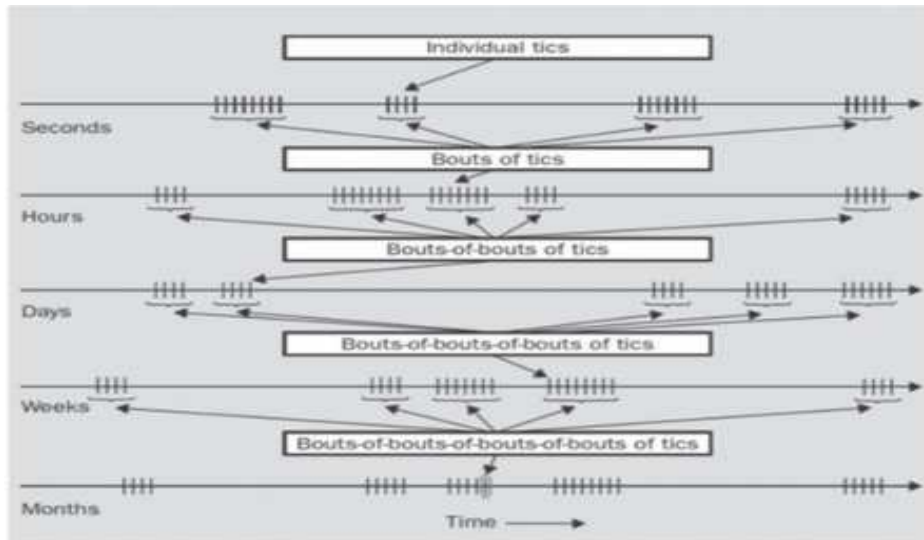 Individual tics
Seconds
Bouts of tics
Hours
Bouts-of-bouts of tics
Days
Bouts-of-bouts-of-bouts of tics
Weeks
Bouts-of-bouts-of-bouts-of-bouts of tics
Months
Time